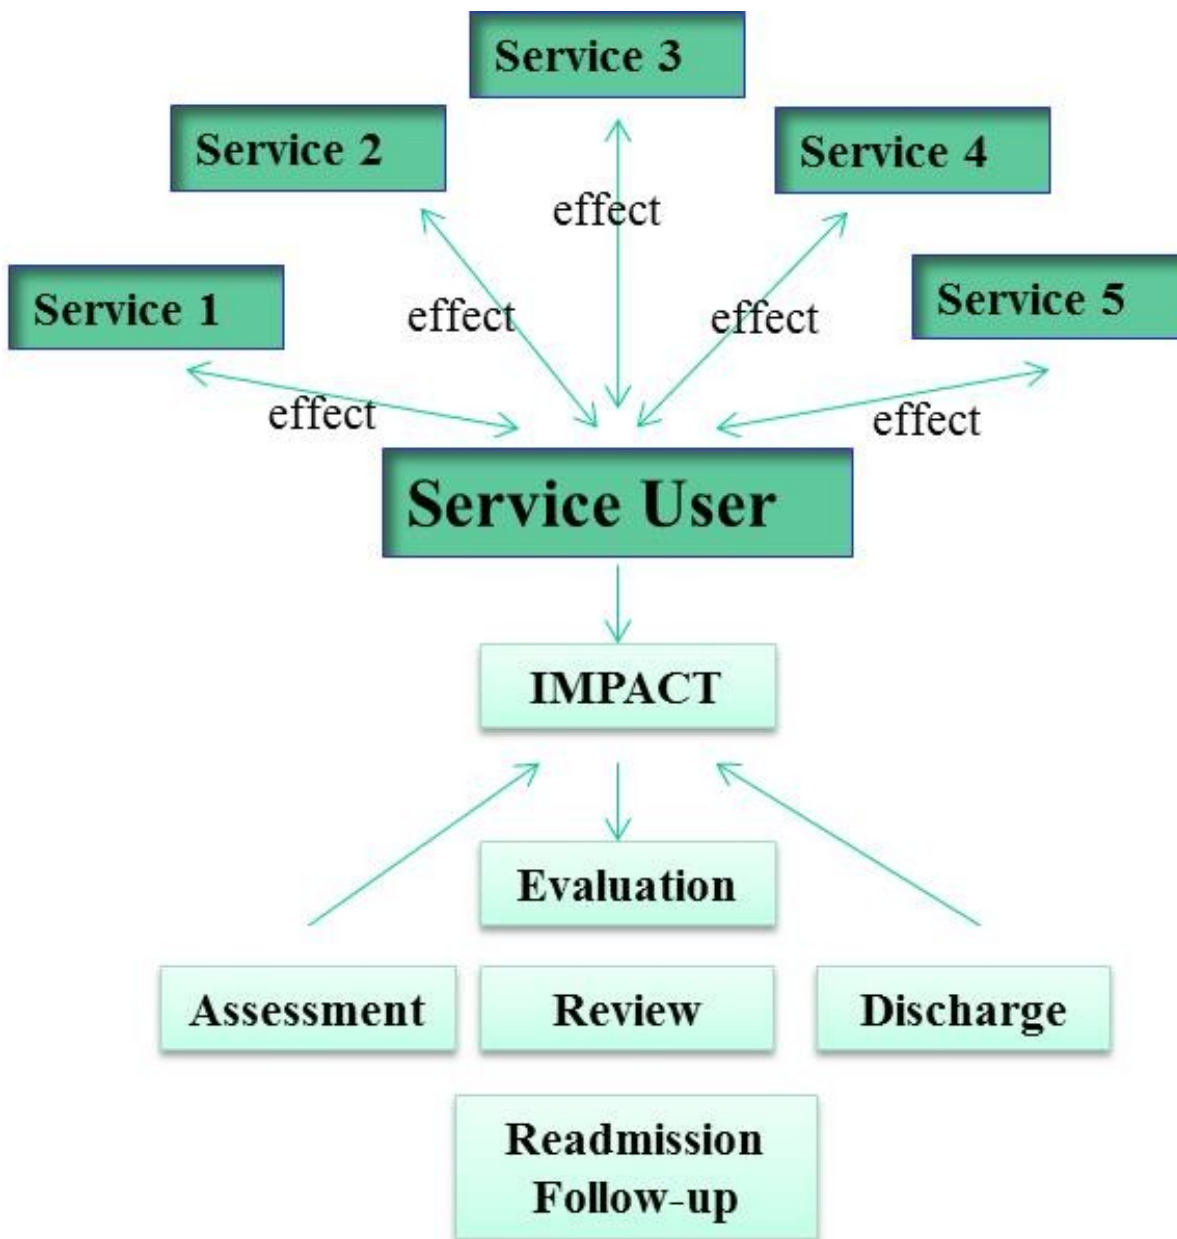 Service 3
Service 2
Service 4
effect
Service 1
Service 5
effect
effect
effect
effect
Service User
IMPACT
Evaluation
Assessment
Review
Discharge
Readmission
Follow-up